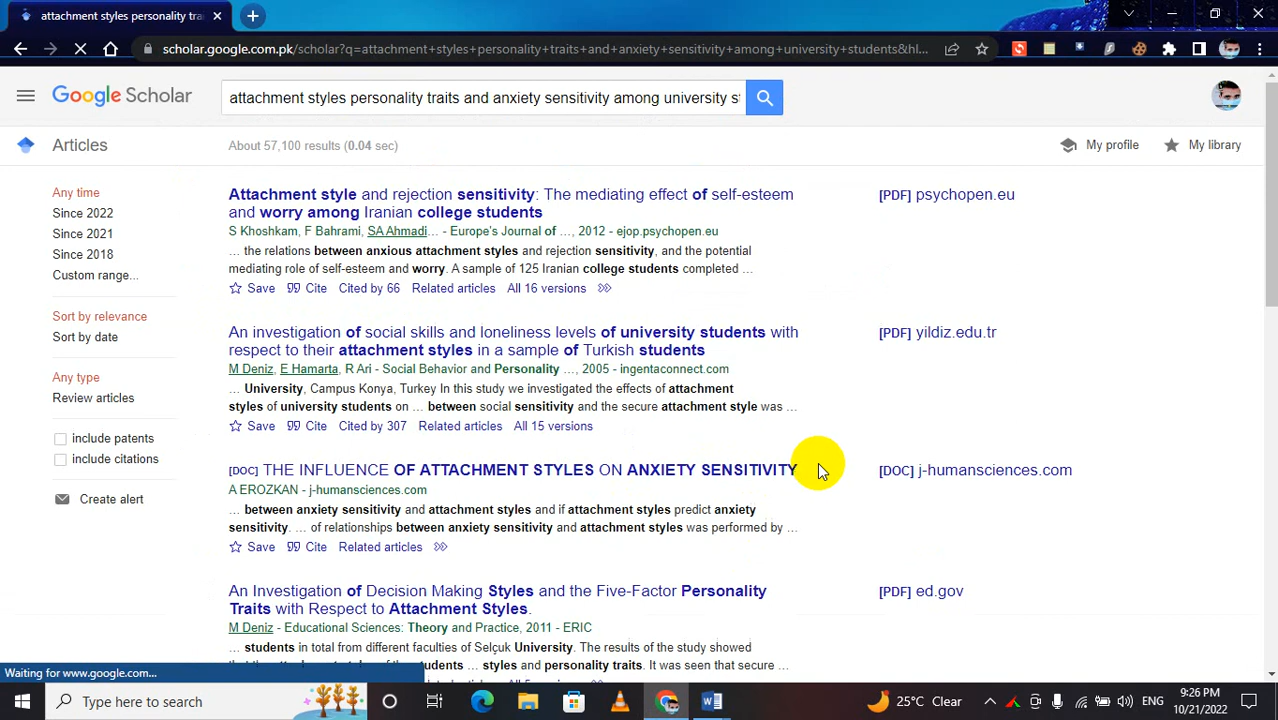 attachment styles personality tra
scholar.google.com.pk/scholar?q=attachment+styles+personality+traits+and+anxiety+sensitivity+among+university+students&hl...
Google Scholar
attachment styles personality traits and anxiety sensitivity among university s
Articles
About 57,100 results (0.04 sec)
My profile
My library
Any time
Since 2022
Since 2021
Since 2018
Custom range...
Sort by relevance
Sort by date
Any type
Review articles
include patents
include citations
Create alert
Attachment style and rejection sensitivity: The mediating effect of self-esteem
and worry among Iranian college students
S Khoshkam, F Bahrami, SA Ahmadi… - Europe's Journal of …, 2012 - ejop.psychopen.eu
… the relations between anxious attachment styles and rejection sensitivity, and the potential
mediating role of self-esteem and worry. A sample of 125 Iranian college students completed …
Save Cite Cited by 66 Related articles All 16 versions
[PDF] psychopen.eu
An investigation of social skills and loneliness levels of university students with
respect to their attachment styles in a sample of Turkish students
M Deniz, E Hamarta, R Ari - Social Behavior and Personality …, 2005 - ingentaconnect.com
… University, Campus Konya, Turkey In this study we investigated the effects of attachment
styles of university students on … between social sensitivity and the secure attachment style was …
Save Cite Cited by 307 Related articles All 15 versions
[PDF] yildiz.edu.tr
[DOC] THE INFLUENCE OF ATTACHMENT STYLES ON ANXIETY SENSITIVITY
A EROZKAN - j-humansciences.com
… between anxiety sensitivity and attachment styles and if attachment styles predict anxiety
sensitivity. … of relationships between anxiety sensitivity and attachment styles was performed by …
Save Cite Related articles
[DOC] j-humansciences.com
An Investigation of Decision Making Styles and the Five-Factor Personality
Traits with Respect to Attachment Styles.
M Deniz - Educational Sciences: Theory and Practice, 2011 - ERIC
… students in total from different faculties of Selçuk University. The results of the study showed
students … styles and personality traits. It was seen that secure …
[PDF] ed.gov
Waiting for www.google.com...
Type here to search
25°C Clear
ENG
9:26 PM
10/21/2022